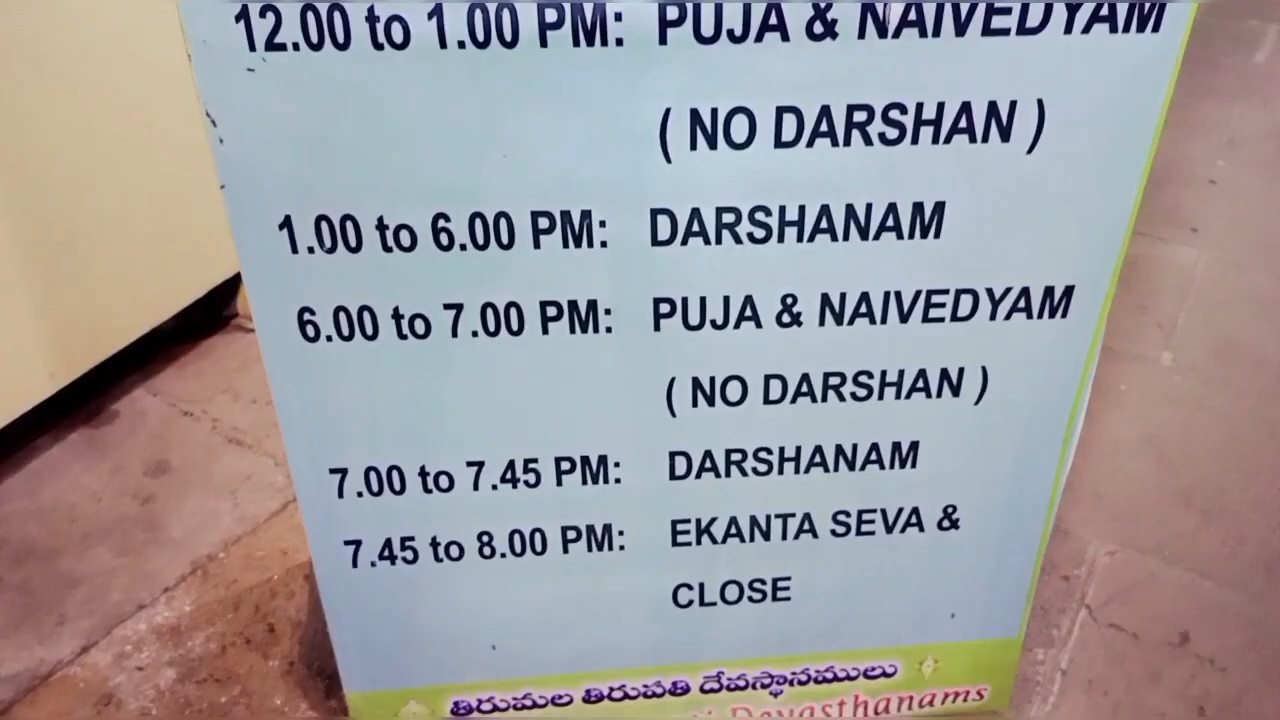 12.00 to 1.00 PM: PUJA & NAIVEDYAM
( NO DARSHAN )
1.00 to 6.00 PM: DARSHANAM
6.00 to 7.00 PM: PUJA & NAIVEDYAM
( NO DARSHAN )
7.00 to 7.45 PM: DARSHANAM
7.45 to 8.00 PM: EKANTA SEVA &
CLOSE
తిరుమల తిరుపతి దేవస్థానములు
Devasthanams